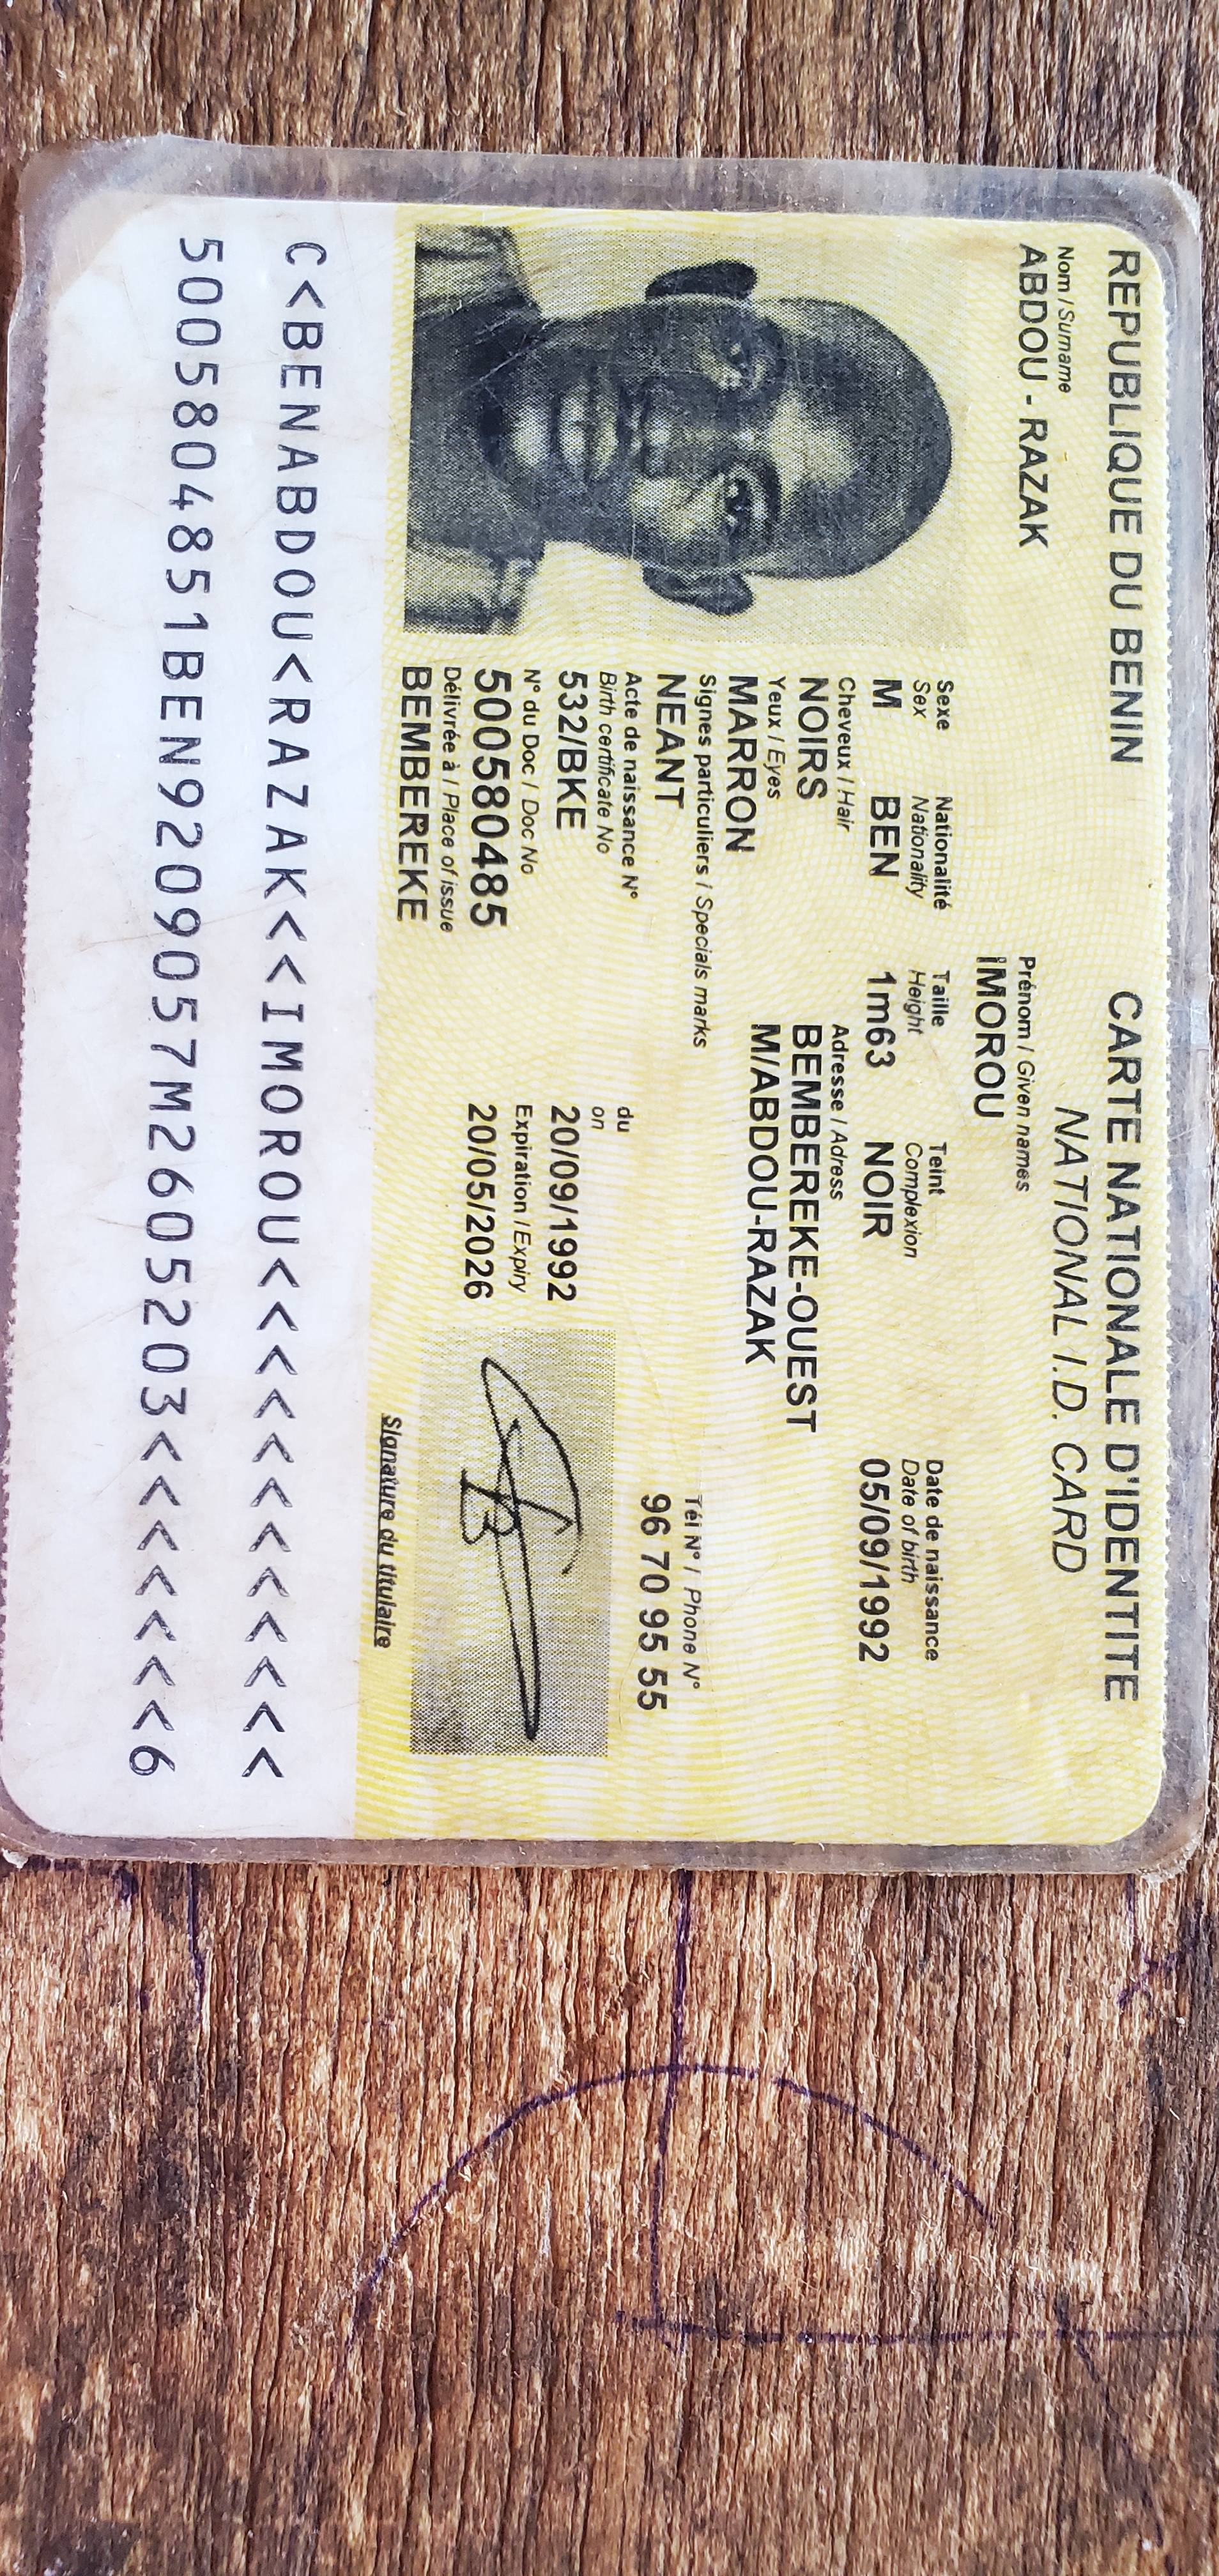 REPUBLIQUE DU BENIN
CARTE NATIONALE D'IDENTITE
NATIONAL I.D. CARD
Nom / Surname
ABDOU - RAZAK
Prénom / Given names
IMOROU
Sexe
Sex
M
Nationalité
Nationality
BEN
Taille
Height
1m63
Teint
Complexion
NOIR
Date de naissance
Date of birth
05/09/1992
Cheveux / Hair
NOIRS
Adresse / Adress
BEMBEREKE-OUEST
M/ABDOU-RAZAK
Yeux / Eyes
MARRON
Signes particuliers / Specials marks
NEANT
Tél N° / Phone N°
96 70 95 55
Acte de naissance N°
Birth certificate No
532/BKE
du
on
20/09/1992
N° du Doc / Doc No
500580485
Expiration / Expiry
20/05/2026
Délivrée à / Place of issue
BEMBEREKE
Signature du titulaire
C<BENABDOU<RAZAK<<IMOROU<<<<<<<<<<<<
5005804851BEN9209057M2605203<<<<<<<6